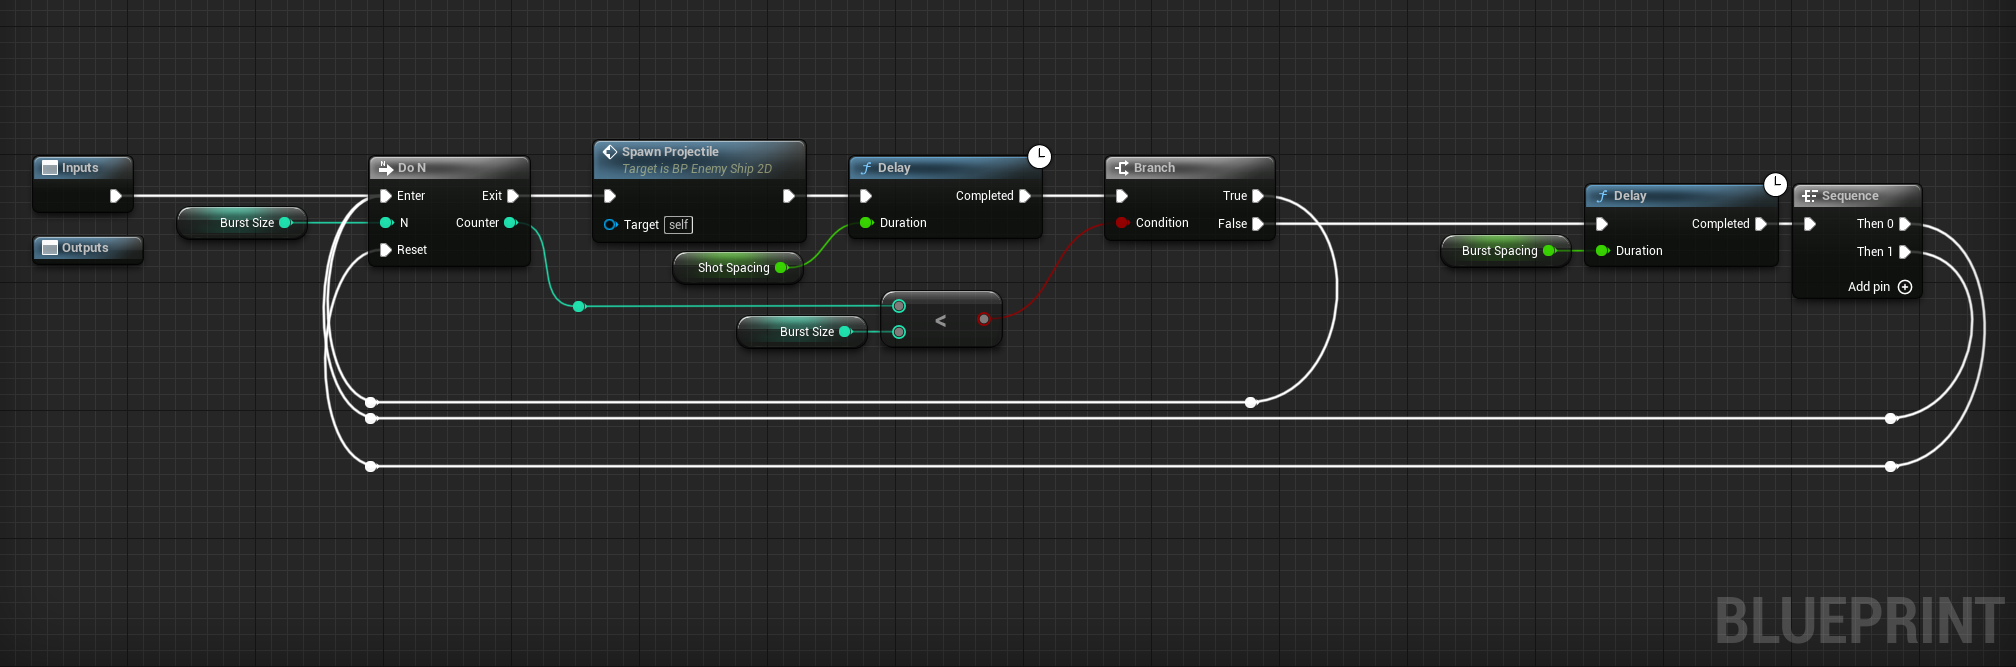 Inputs
Outputs
Burst Size
Do N
Enter
Exit
N
Counter
Reset
Spawn Projectile
Target is BP Enemy Ship 2D
Target self
Shot Spacing
Delay
Completed
Duration
Burst Size
<
Branch
True
Condition
False
Burst Spacing
Delay
Completed
Duration
Sequence
Then 0
Then 1
Add pin
BLUEPRINT